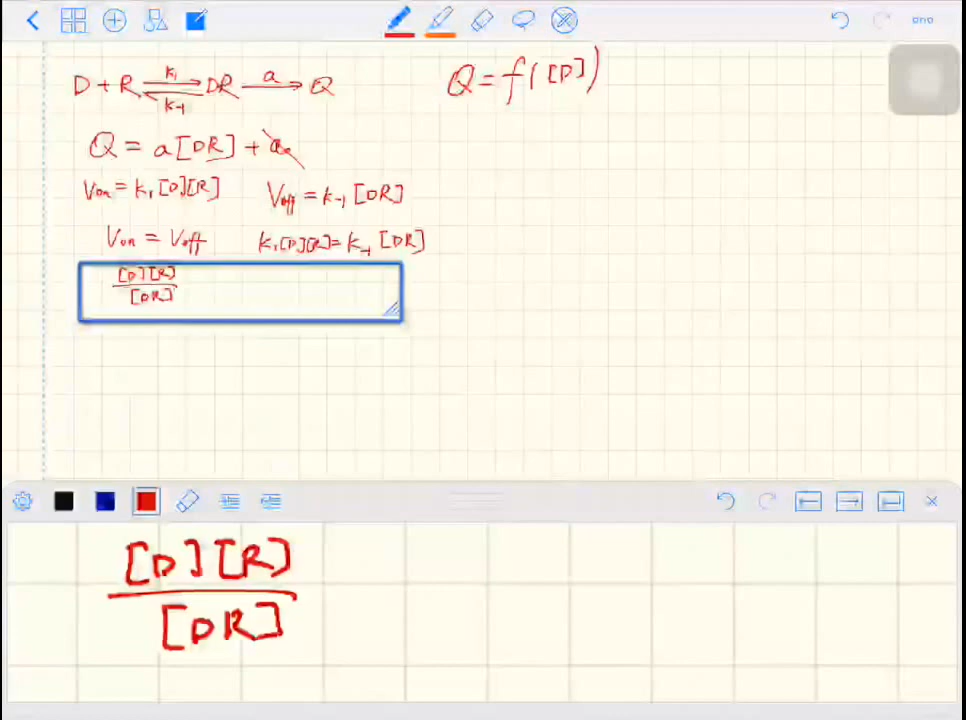 D + R ⇌ DR → Q
k₁ k₋₁ a
Q = f([D])
Q = a[DR] +
Von = k₁[D][R] Voff = k₋₁[DR]
Von = Voff k₁[D][R] = k₋₁[DR]
[D][R]
[DR]
[D][R]
[DR]